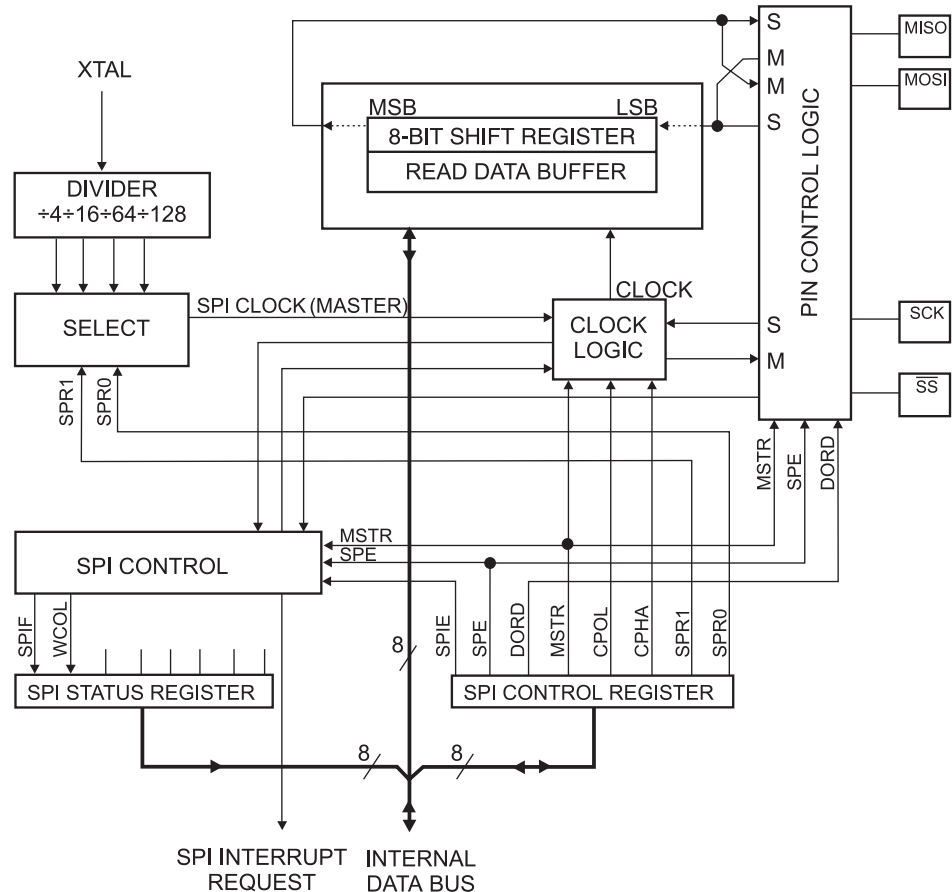 XTAL
DIVIDER
÷4÷16÷64÷128
SELECT
SPR1
SPR0
SPI CLOCK (MASTER)
MSB
LSB
8-BIT SHIFT REGISTER
READ DATA BUFFER
CLOCK
CLOCK
LOGIC
S
M
M
S
S
M
PIN CONTROL LOGIC
MISO
MOSI
SCK
SS
MSTR
SPE
DORD
SPI CONTROL
MSTR
SPE
SPIF
WCOL
SPI STATUS REGISTER
SPIE
SPE
DORD
MSTR
CPOL
CPHA
SPR1
SPR0
SPI CONTROL REGISTER
8
8
8
SPI INTERRUPT
REQUEST
INTERNAL
DATA BUS